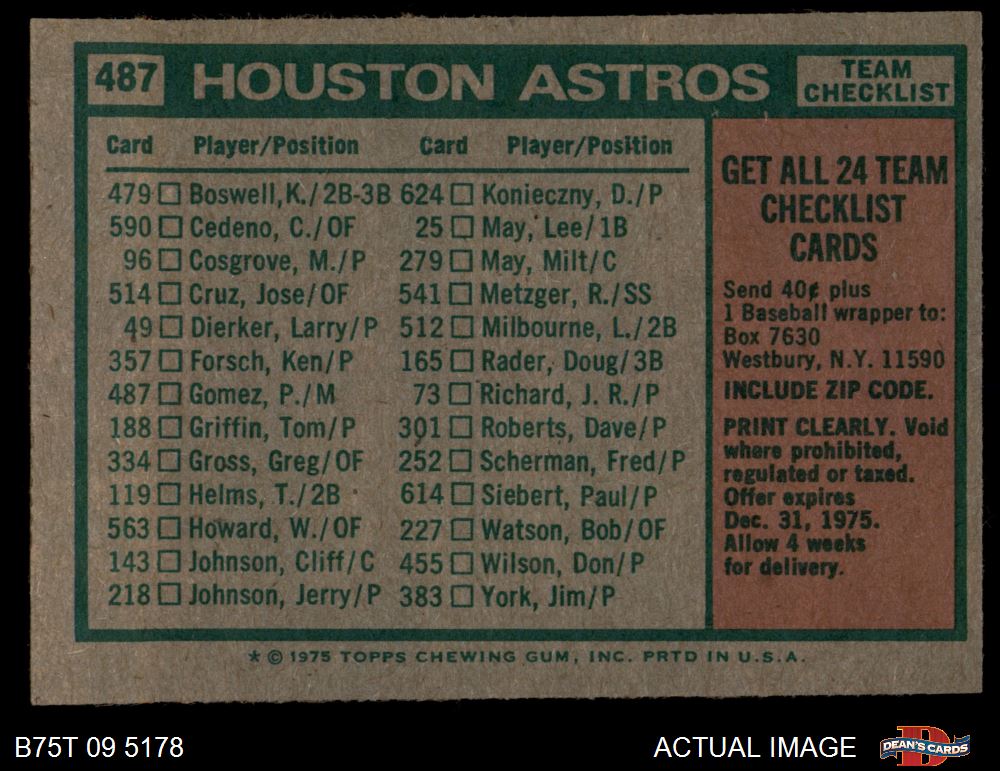 487 HOUSTON ASTROS TEAM CHECKLIST
Card Player/Position Card Player/Position
479 □ Boswell, K./2B-3B 624 □ Konieczny, D./P
590 □ Cedeno, C./OF 25 □ May, Lee/1B
96 □ Cosgrove, M./P 279 □ May, Milt/C
514 □ Cruz, Jose/OF 541 □ Metzger, R./SS
49 □ Dierker, Larry/P 512 □ Milbourne, L./2B
357 □ Forsch, Ken/P 165 □ Rader, Doug/3B
487 □ Gomez, P./M 73 □ Richard, J. R./P
188 □ Griffin, Tom/P 301 □ Roberts, Dave/P
334 □ Gross, Greg/OF 252 □ Scherman, Fred/P
119 □ Helms, T./2B 614 □ Siebert, Paul/P
563 □ Howard, W./OF 227 □ Watson, Bob/OF
143 □ Johnson, Cliff/C 455 □ Wilson, Don/P
218 □ Johnson, Jerry/P 383 □ York, Jim/P
GET ALL 24 TEAM
CHECKLIST
CARDS
Send 40¢ plus
1 Baseball wrapper to:
Box 7630
Westbury, N.Y. 11590
INCLUDE ZIP CODE.
PRINT CLEARLY. Void
where prohibited,
regulated or taxed.
Offer expires
Dec. 31, 1975.
Allow 4 weeks
for delivery.
* © 1975 TOPPS CHEWING GUM, INC. PRTD IN U.S.A.
B75T 09 5178 ACTUAL IMAGE DEAN'S CARDS